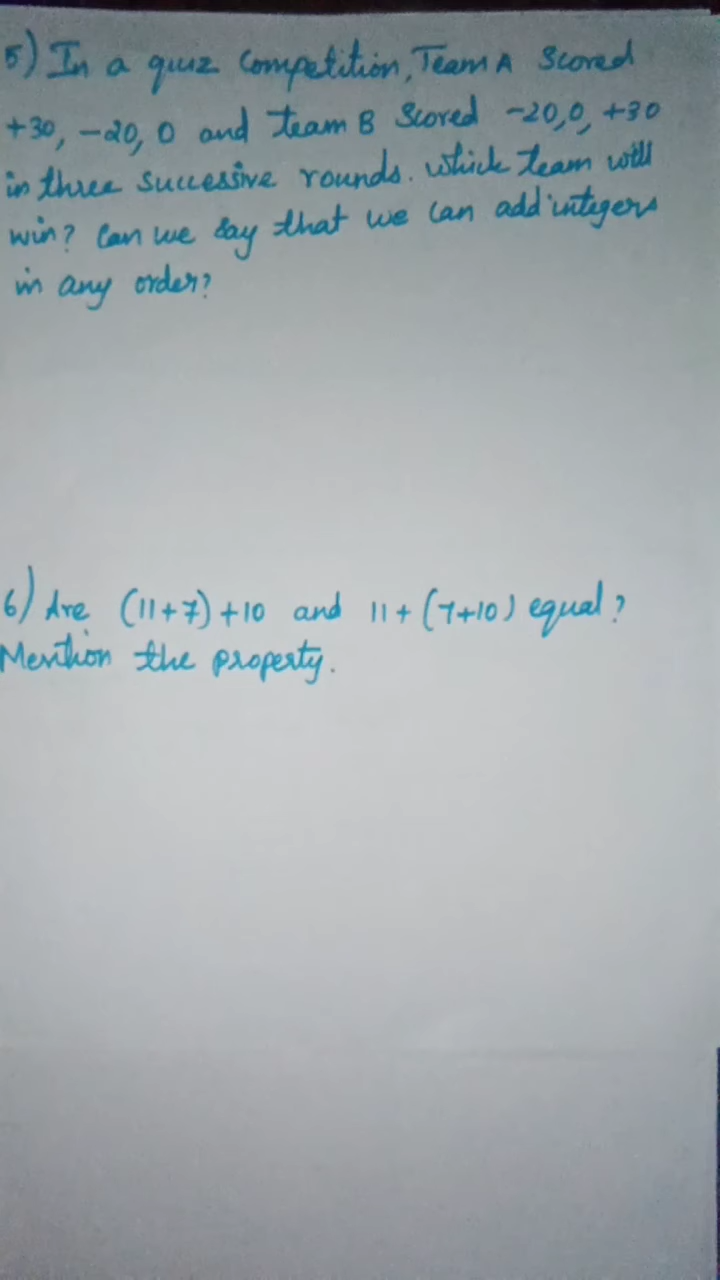 5) In a quiz Competition, Team A Scored
+30, -20, 0 and team B Scored -20, 0, +30
in three successive rounds. which team will
win? Can we say that we can add integers
in any order?
6) Are (11+7)+10 and 11+(7+10) equal?
Mention the property.